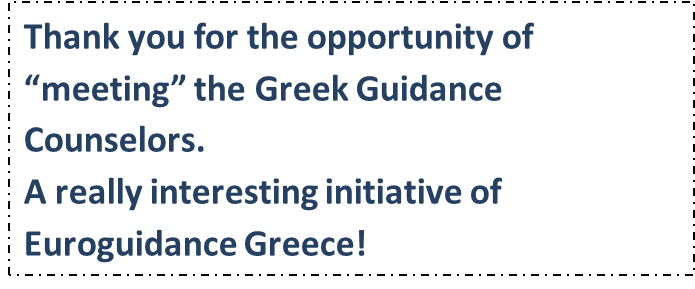 Thank you for the opportunity of
“meeting” the Greek Guidance
Counselors.
A really interesting initiative of
Euroguidance Greece!